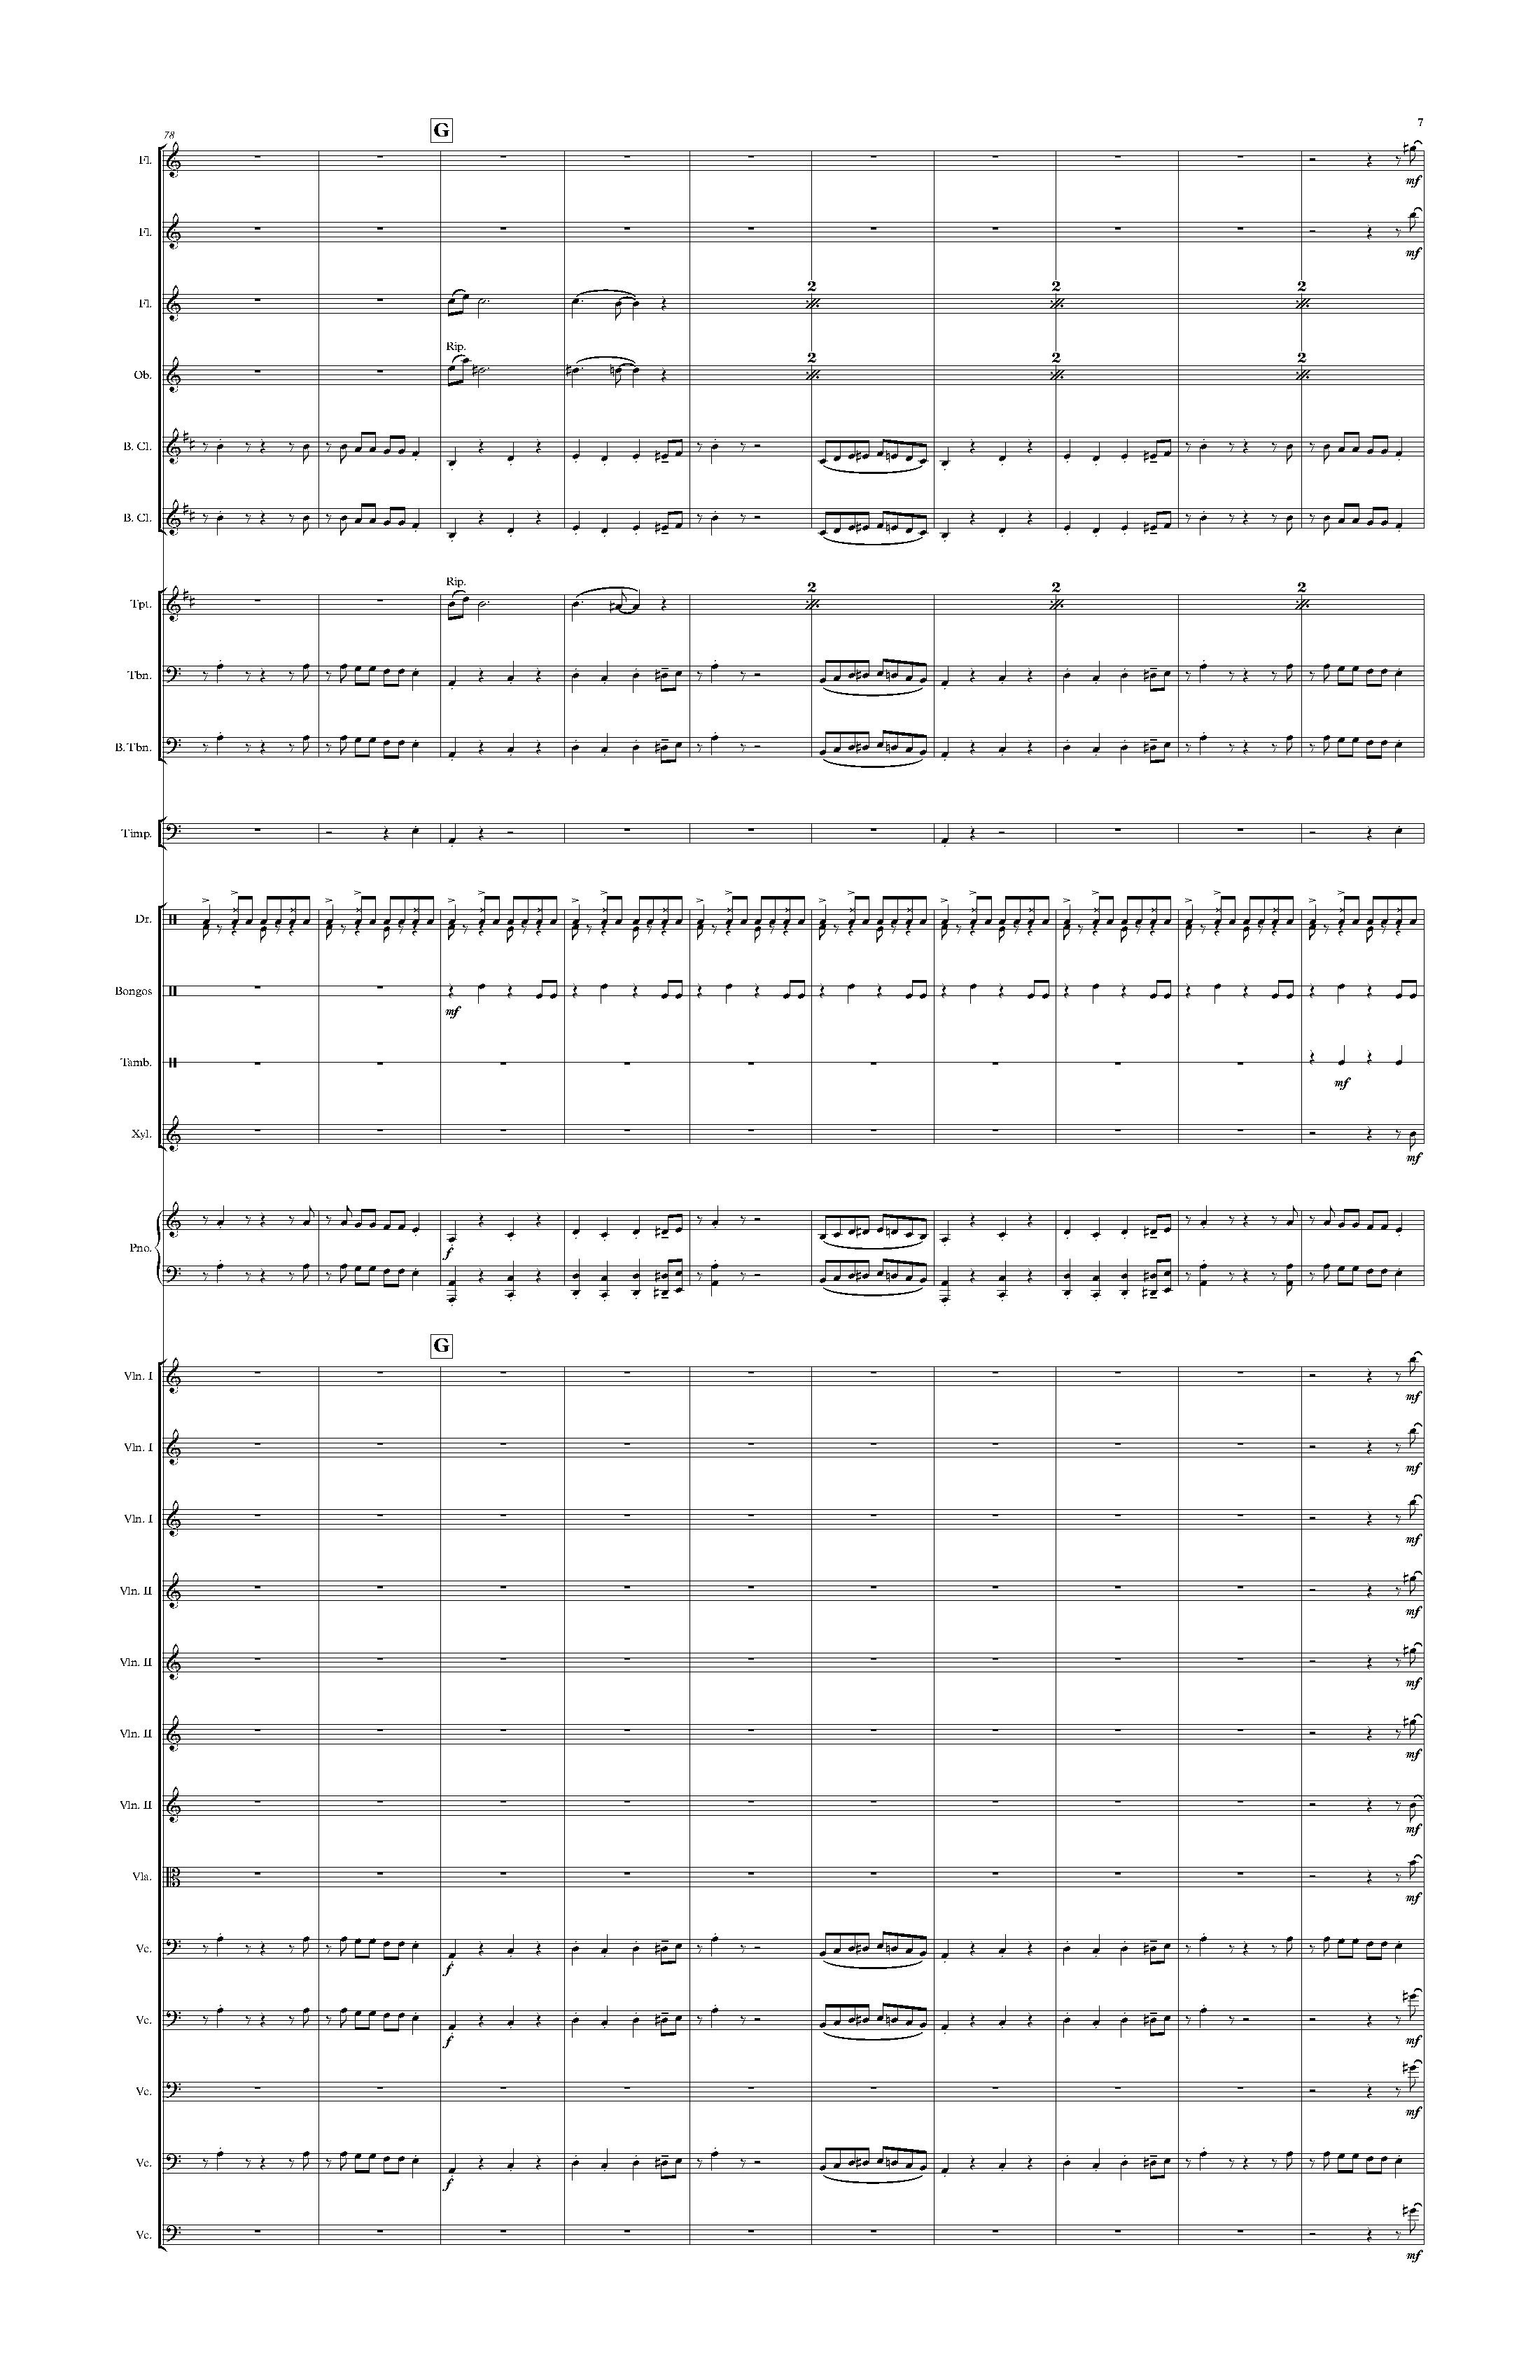 7
G
78
Fl.
mf
Fl.
mf
2 2 2
Fl.
Rip.
2 2 2
Ob.
B. Cl.
B. Cl.
Rip.
2 2 2
Tpt.
Tbn.
B. Tbn.
Timp.
Dr.
Bongos
mf
Tamb.
mf
Xyl.
mf
Pno.
f
G
Vln. I
mf
Vln. I
mf
Vln. I
mf
Vln. II
mf
Vln. II
mf
Vln. II
mf
Vln. II
mf
Vla.
mf
Vc.
f
Vc.
f mf
Vc.
mf
Vc.
f
Vc.
mf